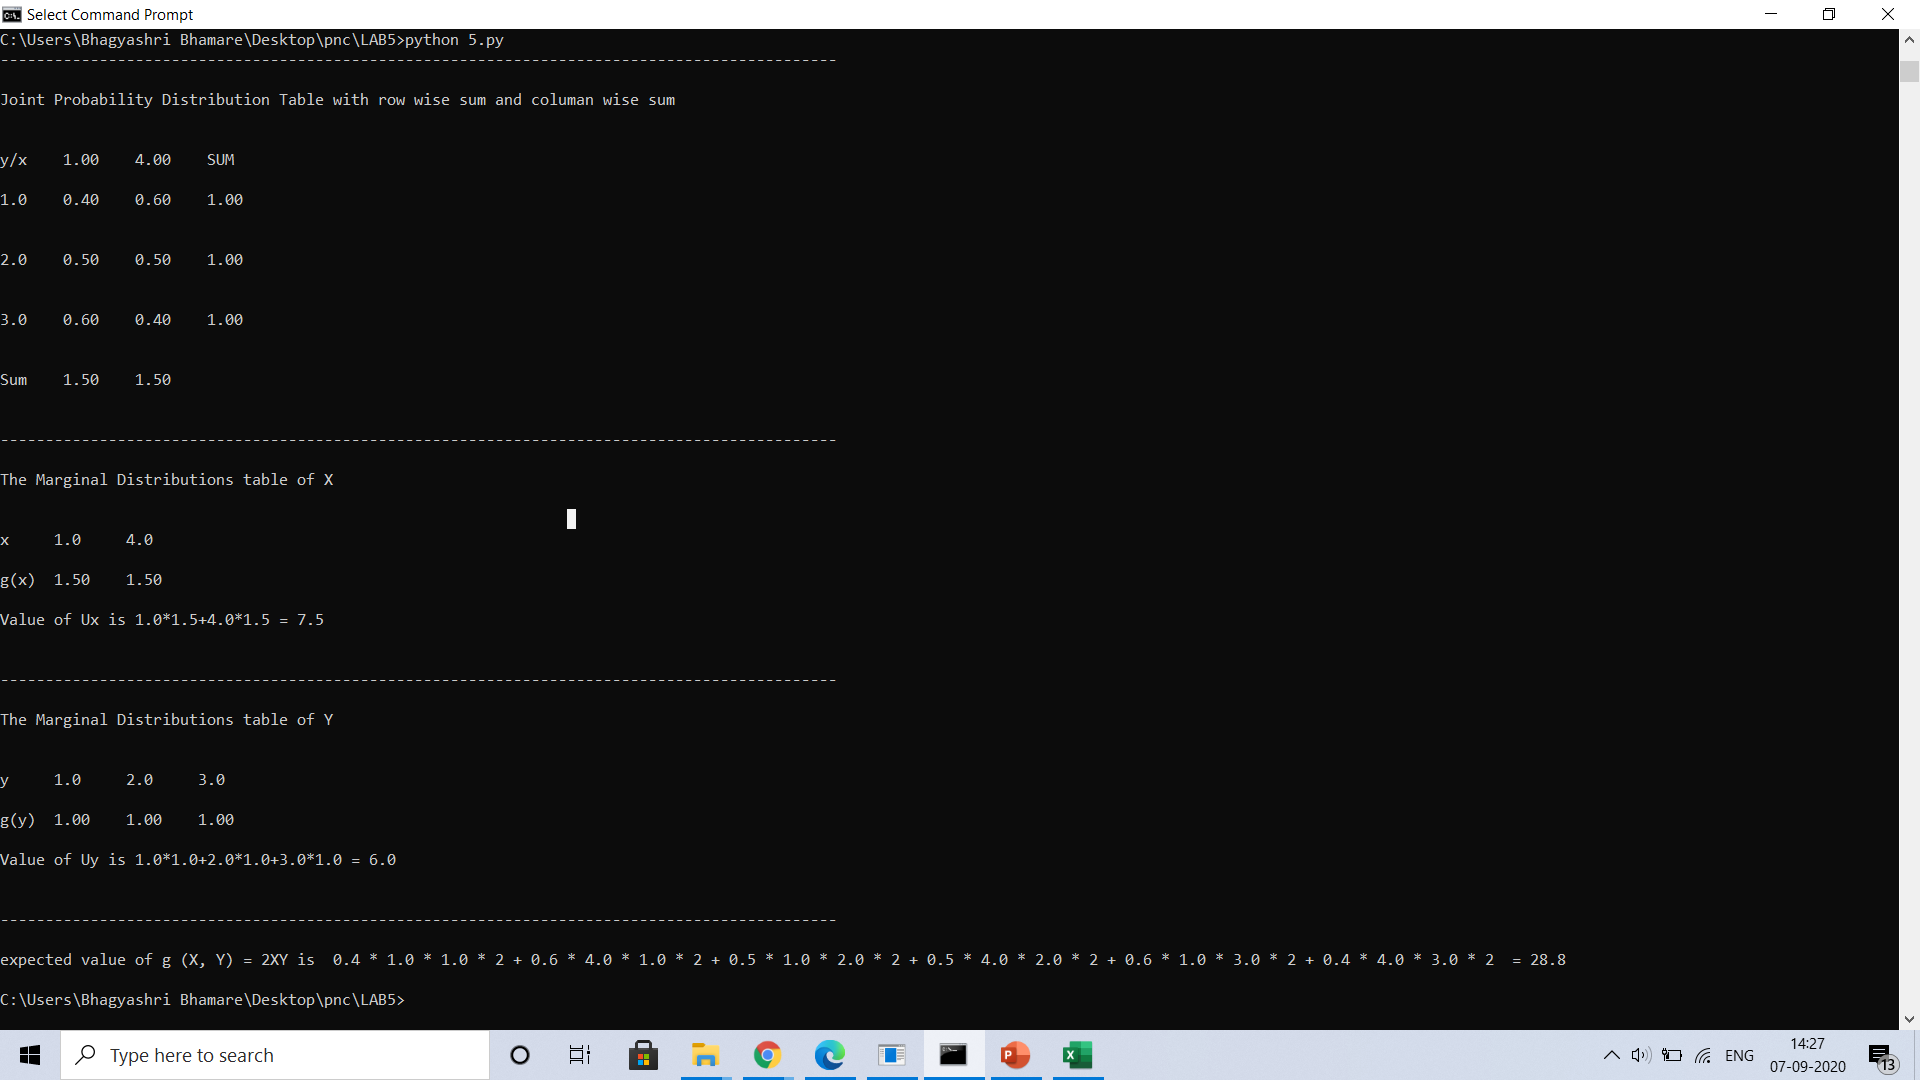 Select Command Prompt
C:\Users\Bhagyashri Bhamare\Desktop\pnc\LAB5>python 5.py
---------------------------------------------------------------------------------------------
Joint Probability Distribution Table with row wise sum and columan wise sum
y/x 1.00 4.00 SUM
1.0 0.40 0.60 1.00
2.0 0.50 0.50 1.00
3.0 0.60 0.40 1.00
Sum 1.50 1.50
---------------------------------------------------------------------------------------------
The Marginal Distributions table of X
x 1.0 4.0
g(x) 1.50 1.50
Value of Ux is 1.0*1.5+4.0*1.5 = 7.5
---------------------------------------------------------------------------------------------
The Marginal Distributions table of Y
y 1.0 2.0 3.0
g(y) 1.00 1.00 1.00
Value of Uy is 1.0*1.0+2.0*1.0+3.0*1.0 = 6.0
---------------------------------------------------------------------------------------------
expected value of g (X, Y) = 2XY is 0.4 * 1.0 * 1.0 * 2 + 0.6 * 4.0 * 1.0 * 2 + 0.5 * 1.0 * 2.0 * 2 + 0.5 * 4.0 * 2.0 * 2 + 0.6 * 1.0 * 3.0 * 2 + 0.4 * 4.0 * 3.0 * 2 = 28.8
C:\Users\Bhagyashri Bhamare\Desktop\pnc\LAB5>
Type here to search
ENG
14:27
07-09-2020
13